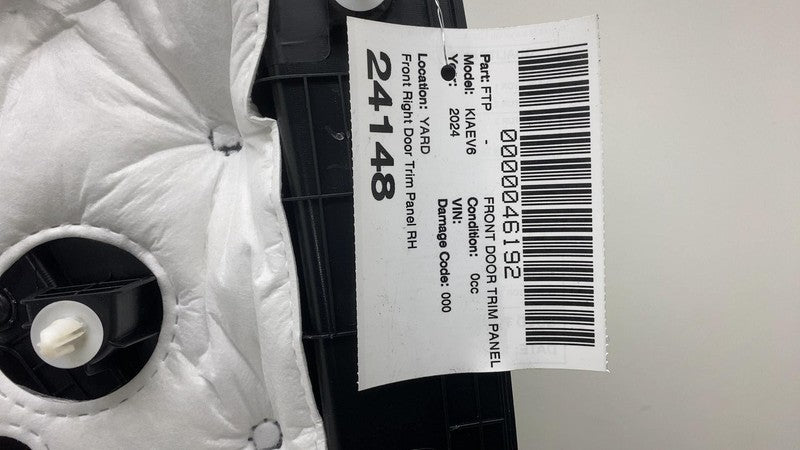 0000046192
Part: FTP - FRONT DOOR TRIM PANEL
Model: KIAEV6 Condition: 0cc
Year: 2024 VIN:
Damage Code: 000
Location: YARD
Front Right Door Trim Panel RH
24148